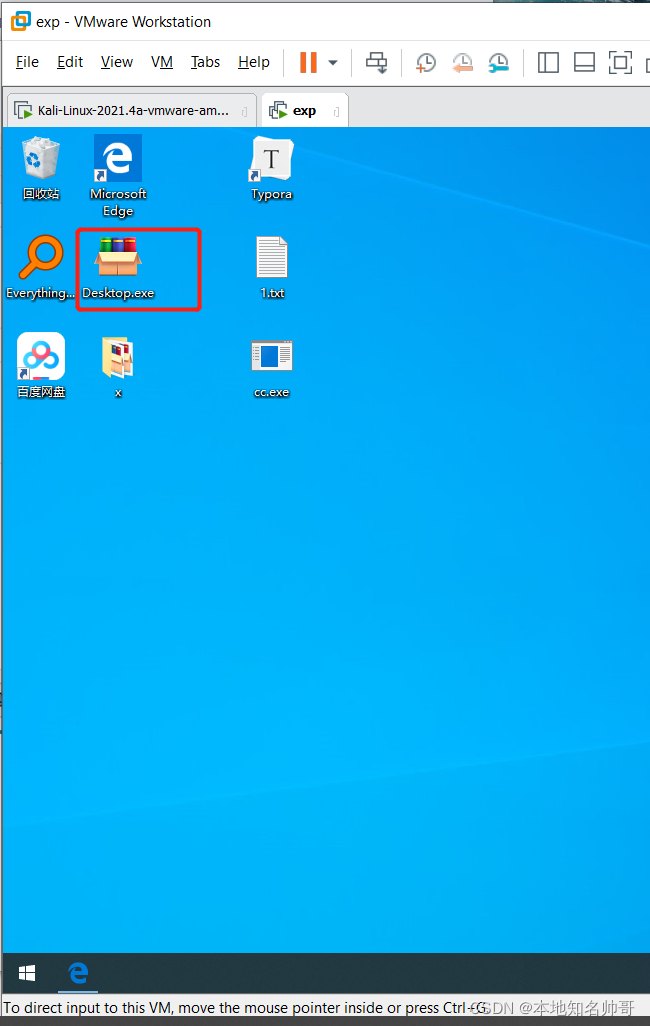 exp - VMware Workstation
File Edit View VM Tabs Help
Kali-Linux-2021.4a-vmware-am...
exp
回收站
Microsoft Edge
Typora
Everything...
Desktop.exe
1.txt
百度网盘
x
cc.exe
To direct input to this VM, move the mouse pointer inside or press Ctrl+G.
CSDN @本地知名帅哥